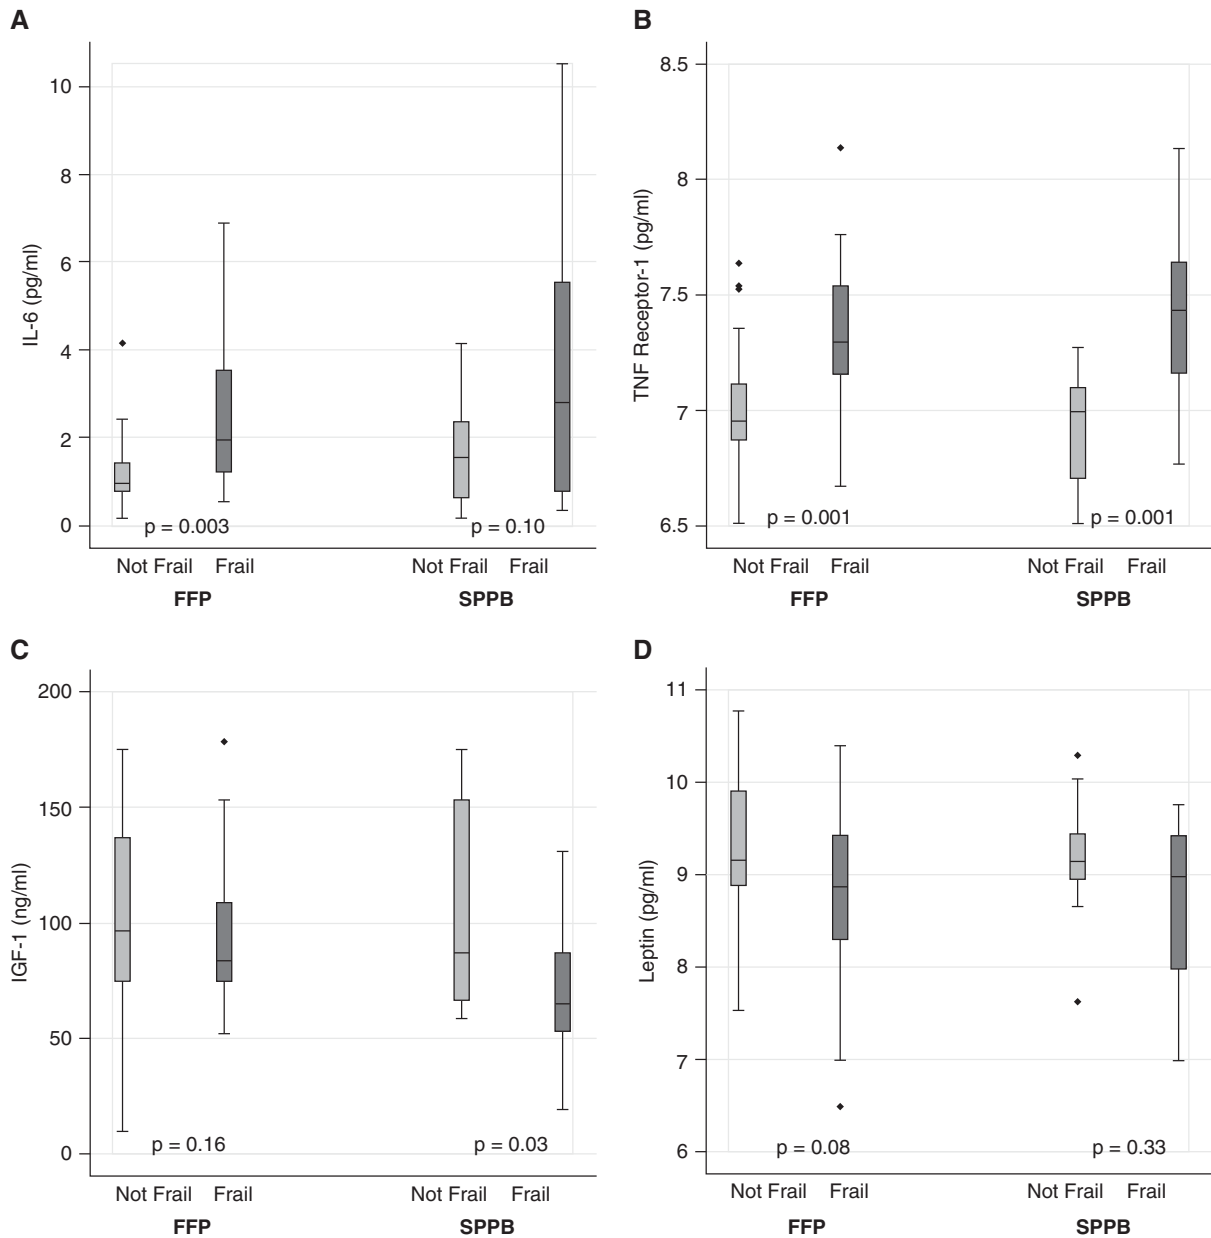 A
IL-6 (pg/ml)
10
8
6
4
2
0
p = 0.003
p = 0.10
Not Frail Frail
Not Frail Frail
FFP
SPPB
B
TNF Receptor-1 (pg/ml)
8.5
8
7.5
7
6.5
p = 0.001
p = 0.001
Not Frail Frail
Not Frail Frail
FFP
SPPB
C
IGF-1 (ng/ml)
200
150
100
50
0
p = 0.16
p = 0.03
Not Frail Frail
Not Frail Frail
FFP
SPPB
D
Leptin (pg/ml)
11
10
9
8
7
6
p = 0.08
p = 0.33
Not Frail Frail
Not Frail Frail
FFP
SPPB